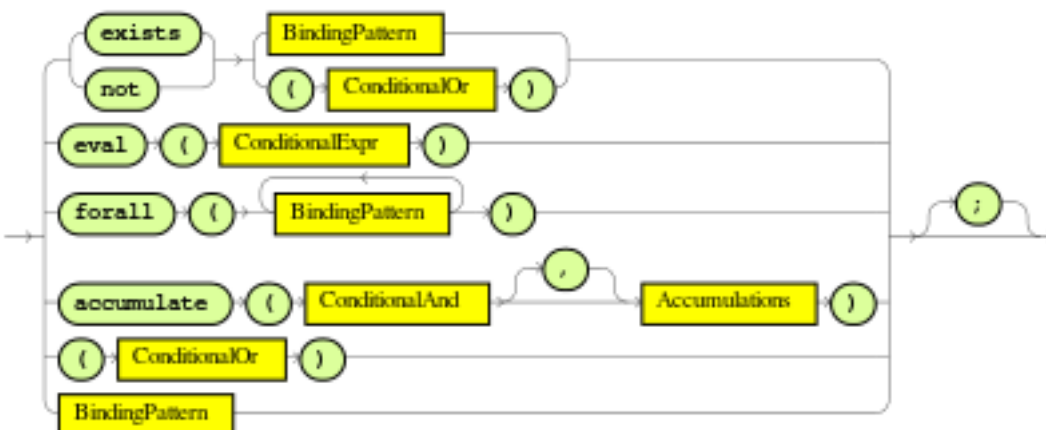 exists BindingPattern
not ( ConditionalOr )
eval ( ConditionalExpr )
forall ( BindingPattern )
;
accumulate ( ConditionalAnd , Accumulations )
( ConditionalOr )
BindingPattern